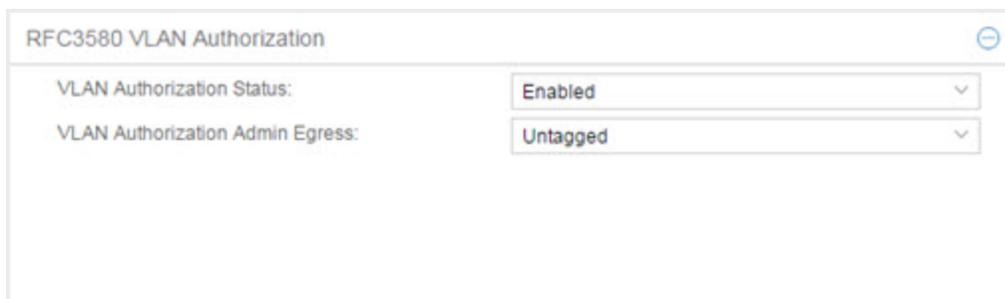 RFC3580 VLAN Authorization
VLAN Authorization Status: Enabled
VLAN Authorization Admin Egress: Untagged